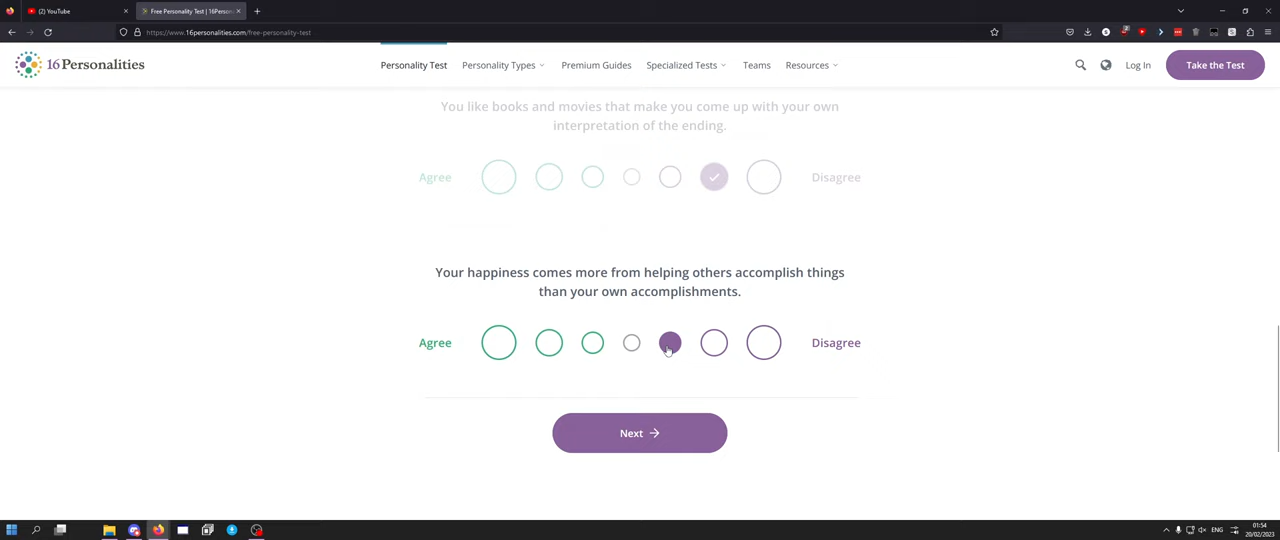 (2) YouTube
Free Personality Test | 16Person
https://www.16personalities.com/free-personality-test
16Personalities
Personality Test
Personality Types
Premium Guides
Specialized Tests
Teams
Resources
Log In
Take the Test
You like books and movies that make you come up with your own
interpretation of the ending.
Agree
Disagree
Your happiness comes more from helping others accomplish things
than your own accomplishments.
Agree
Disagree
Next
ENG
01:54
20/02/2023